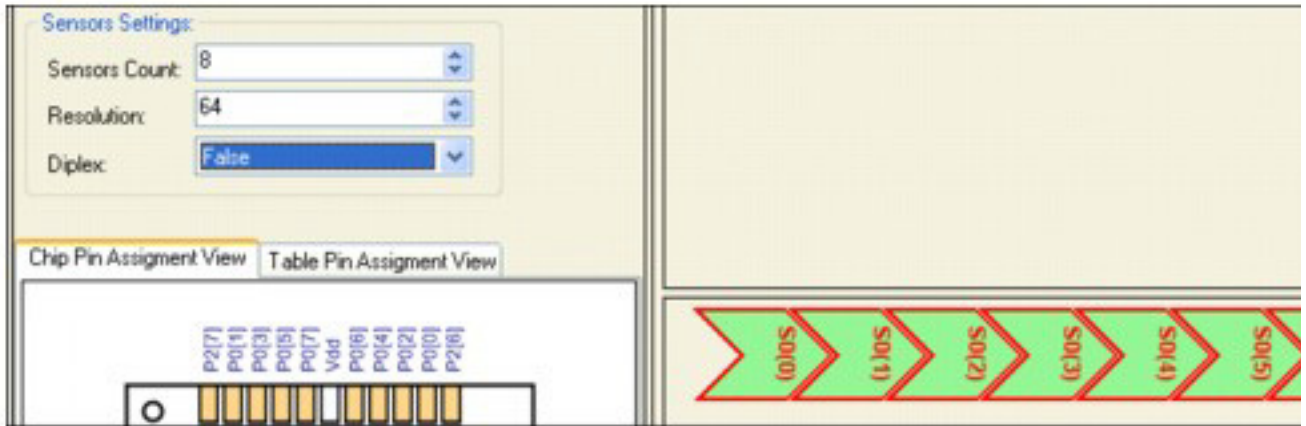 Sensors Settings:
Sensors Count: 8
Resolution: 64
Diplex: False
Chip Pin Assigment View Table Pin Assigment View
P2[7] P0[1] P0[3] P0[5] P0[7] Vdd P0[6] P0[4] P0[2] P0[0] P2[6]
S0(0) S0(1) S0(2) S0(3) S0(4) S0(5)